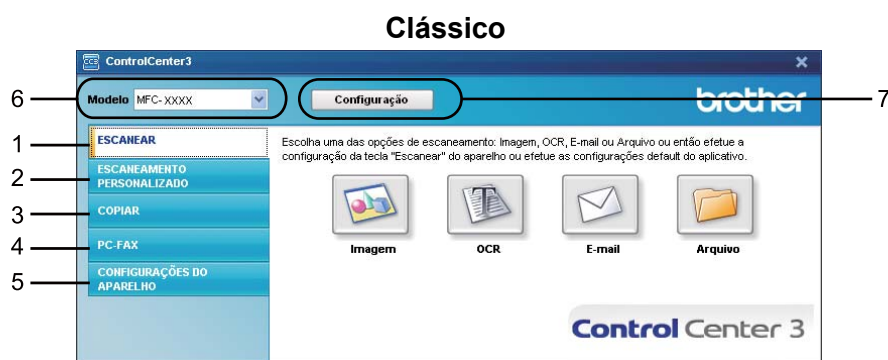 Clássico
CC3 ControlCenter3
6 Modelo MFC-XXXX Configuração brother 7
1 ESCANEAR
Escolha uma das opções de escaneamento: Imagem, OCR, E-mail ou Arquivo ou então efetue a
configuração da tecla "Escanear" do aparelho ou efetue as configurações default do aplicativo.
2 ESCANEAMENTO
PERSONALIZADO
3 COPIAR
4 PC-FAX
5 CONFIGURAÇÕES DO
APARELHO
Imagem OCR E-mail Arquivo
Control Center 3